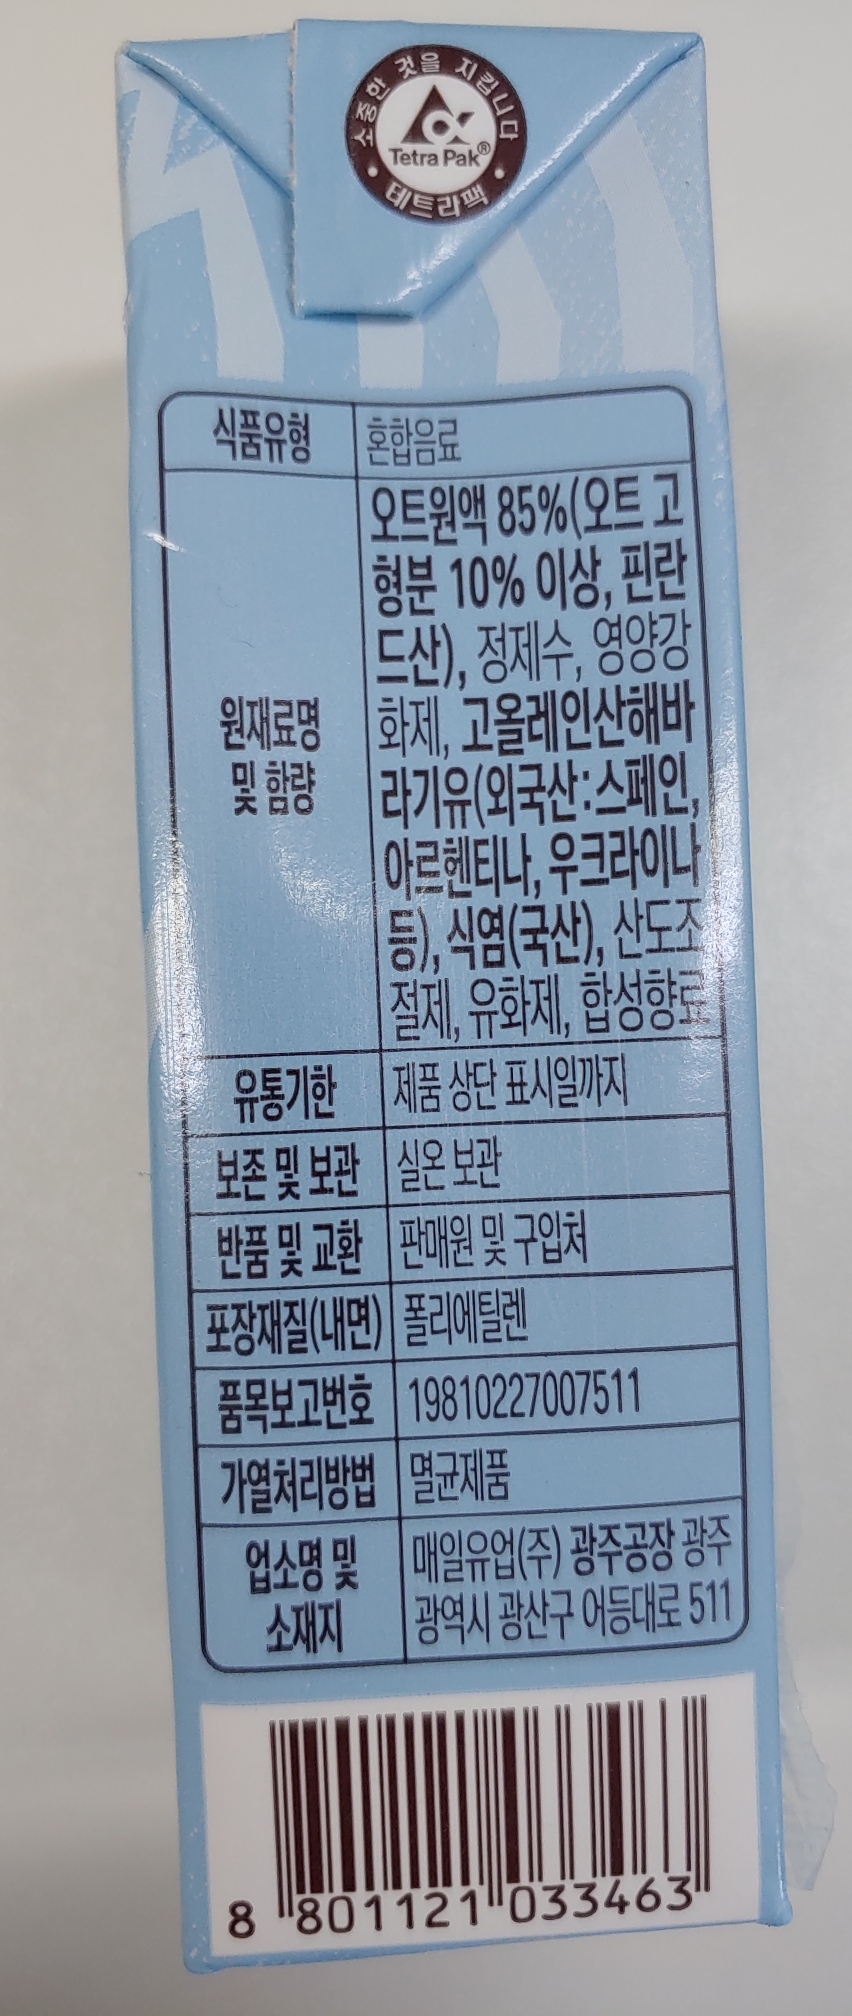 소중한 것을 지킵니다
Tetra Pak®
테트라팩
식품유형
혼합음료
원재료명
및 함량
오트원액 85%(오트 고
형분 10% 이상, 핀란
드산), 정제수, 영양강
화제, 고올레인산해바
라기유(외국산:스페인,
아르헨티나, 우크라이나
등), 식염(국산), 산도조
절제, 유화제, 합성향료
유통기한
제품 상단 표시일까지
보존 및 보관
실온 보관
반품 및 교환
판매원 및 구입처
포장재질(내면)
폴리에틸렌
품목보고번호
19810227007511
가열처리방법
멸균제품
업소명 및
소재지
매일유업(주) 광주공장 광주
광역시 광산구 어등대로 511
8 801121 033463